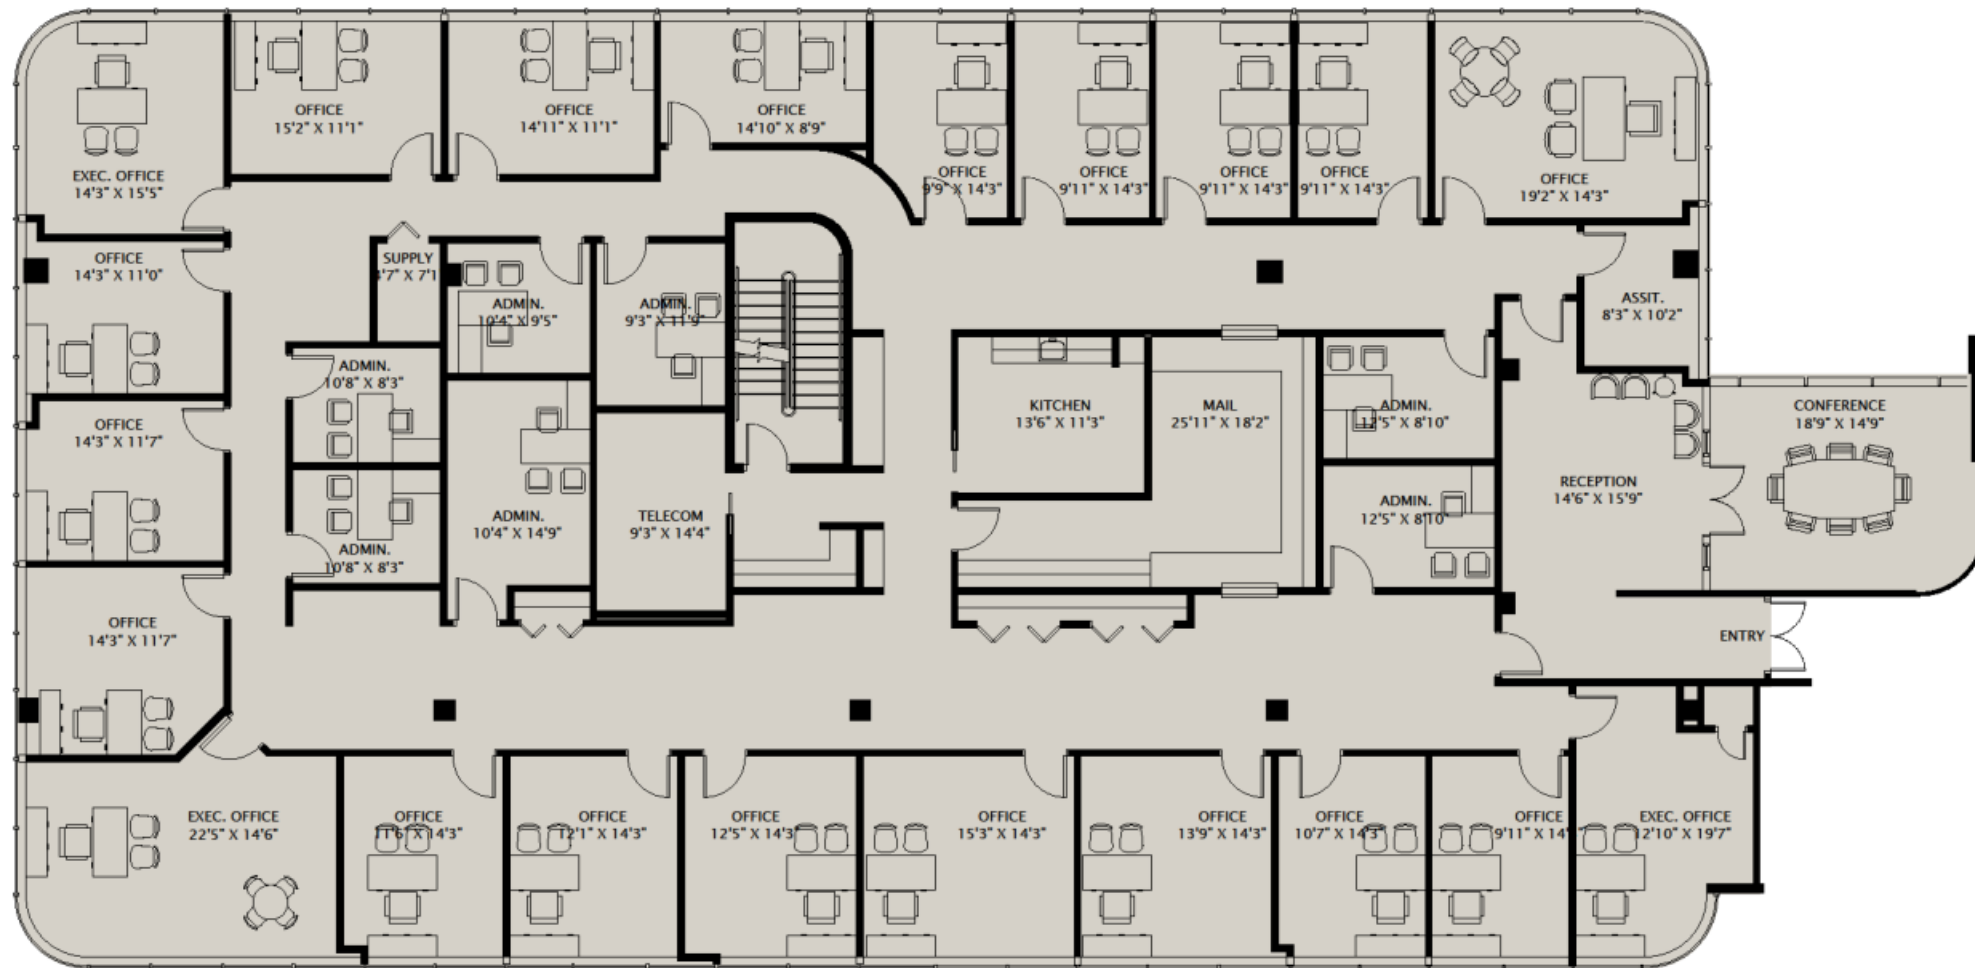 OFFICE
15'2" X 11'1"
OFFICE
14'11" X 11'1"
OFFICE
14'10" X 8'9"
EXEC. OFFICE
14'3" X 15'5"
OFFICE
9'9" X 14'3"
OFFICE
9'11" X 14'3"
OFFICE
9'11" X 14'3"
OFFICE
9'11" X 14'3"
OFFICE
19'2" X 14'3"
OFFICE
14'3" X 11'0"
SUPPLY
X 7'1
ADMIN.
10'4" X 9'5"
ADMIN.
9'3" X 11'9"
ASSIT.
8'3" X 10'2"
ADMIN.
10'8" X 8'3"
OFFICE
14'3" X 11'7"
KITCHEN
13'6" X 11'3"
MAIL
25'11" X 18'2"
ADMIN.
12'5" X 8'10"
CONFERENCE
18'9" X 14'9"
RECEPTION
14'6" X 15'9"
ADMIN.
10'4" X 14'9"
TELECOM
9'3" X 14'4"
ADMIN.
12'5" X 8'10"
ADMIN.
10'8" X 8'3"
OFFICE
14'3" X 11'7"
ENTRY
EXEC. OFFICE
22'5" X 14'6"
OFFICE
11'6" X 14'3"
OFFICE
12'1" X 14'3"
OFFICE
12'5" X 14'3"
OFFICE
15'3" X 14'3"
OFFICE
13'9" X 14'3"
OFFICE
10'7" X 14'3"
OFFICE
9'11" X
EXEC. OFFICE
12'10" X 19'7"